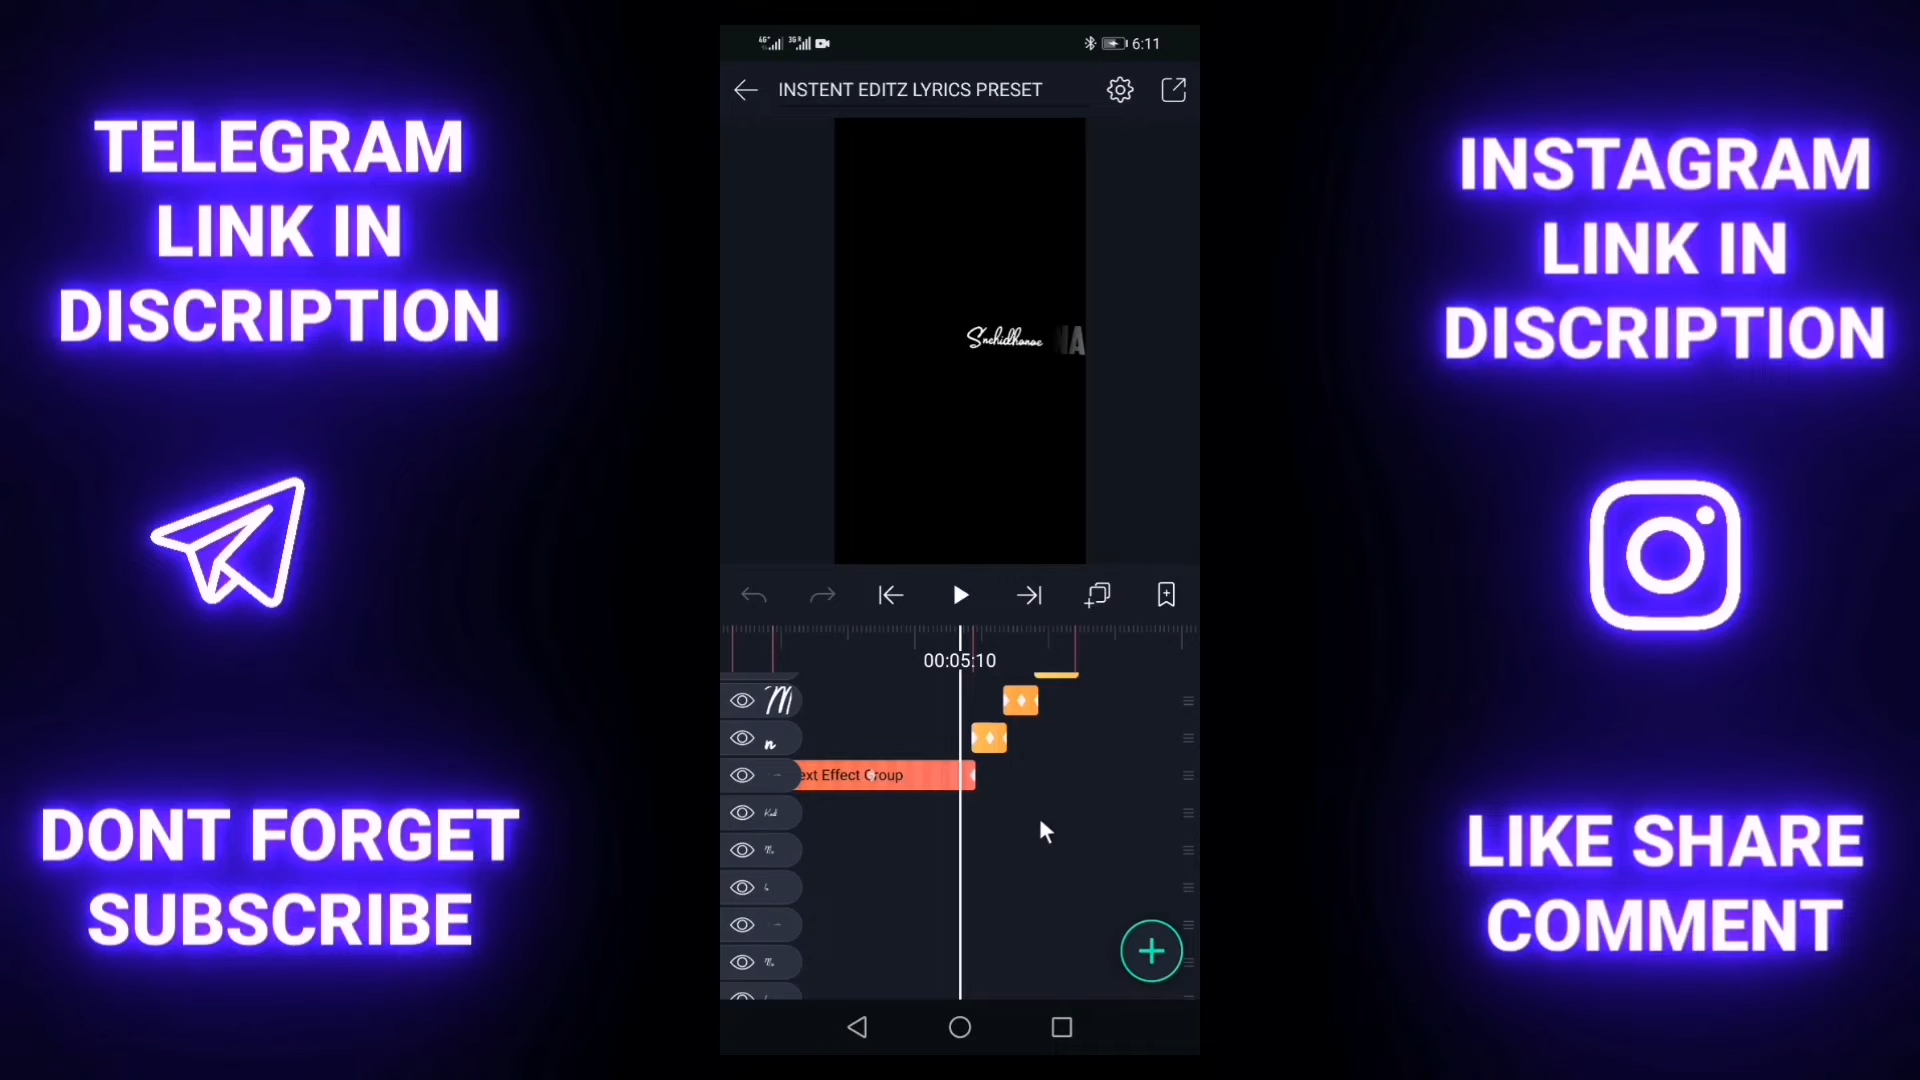 TELEGRAM
LINK IN
DISCRIPTION
DONT FORGET
SUBSCRIBE
6:11
INSTENT EDITZ LYRICS PRESET
NA
00:05:10
M
n
ext Effect Group
INSTAGRAM
LINK IN
DISCRIPTION
LIKE SHARE
COMMENT